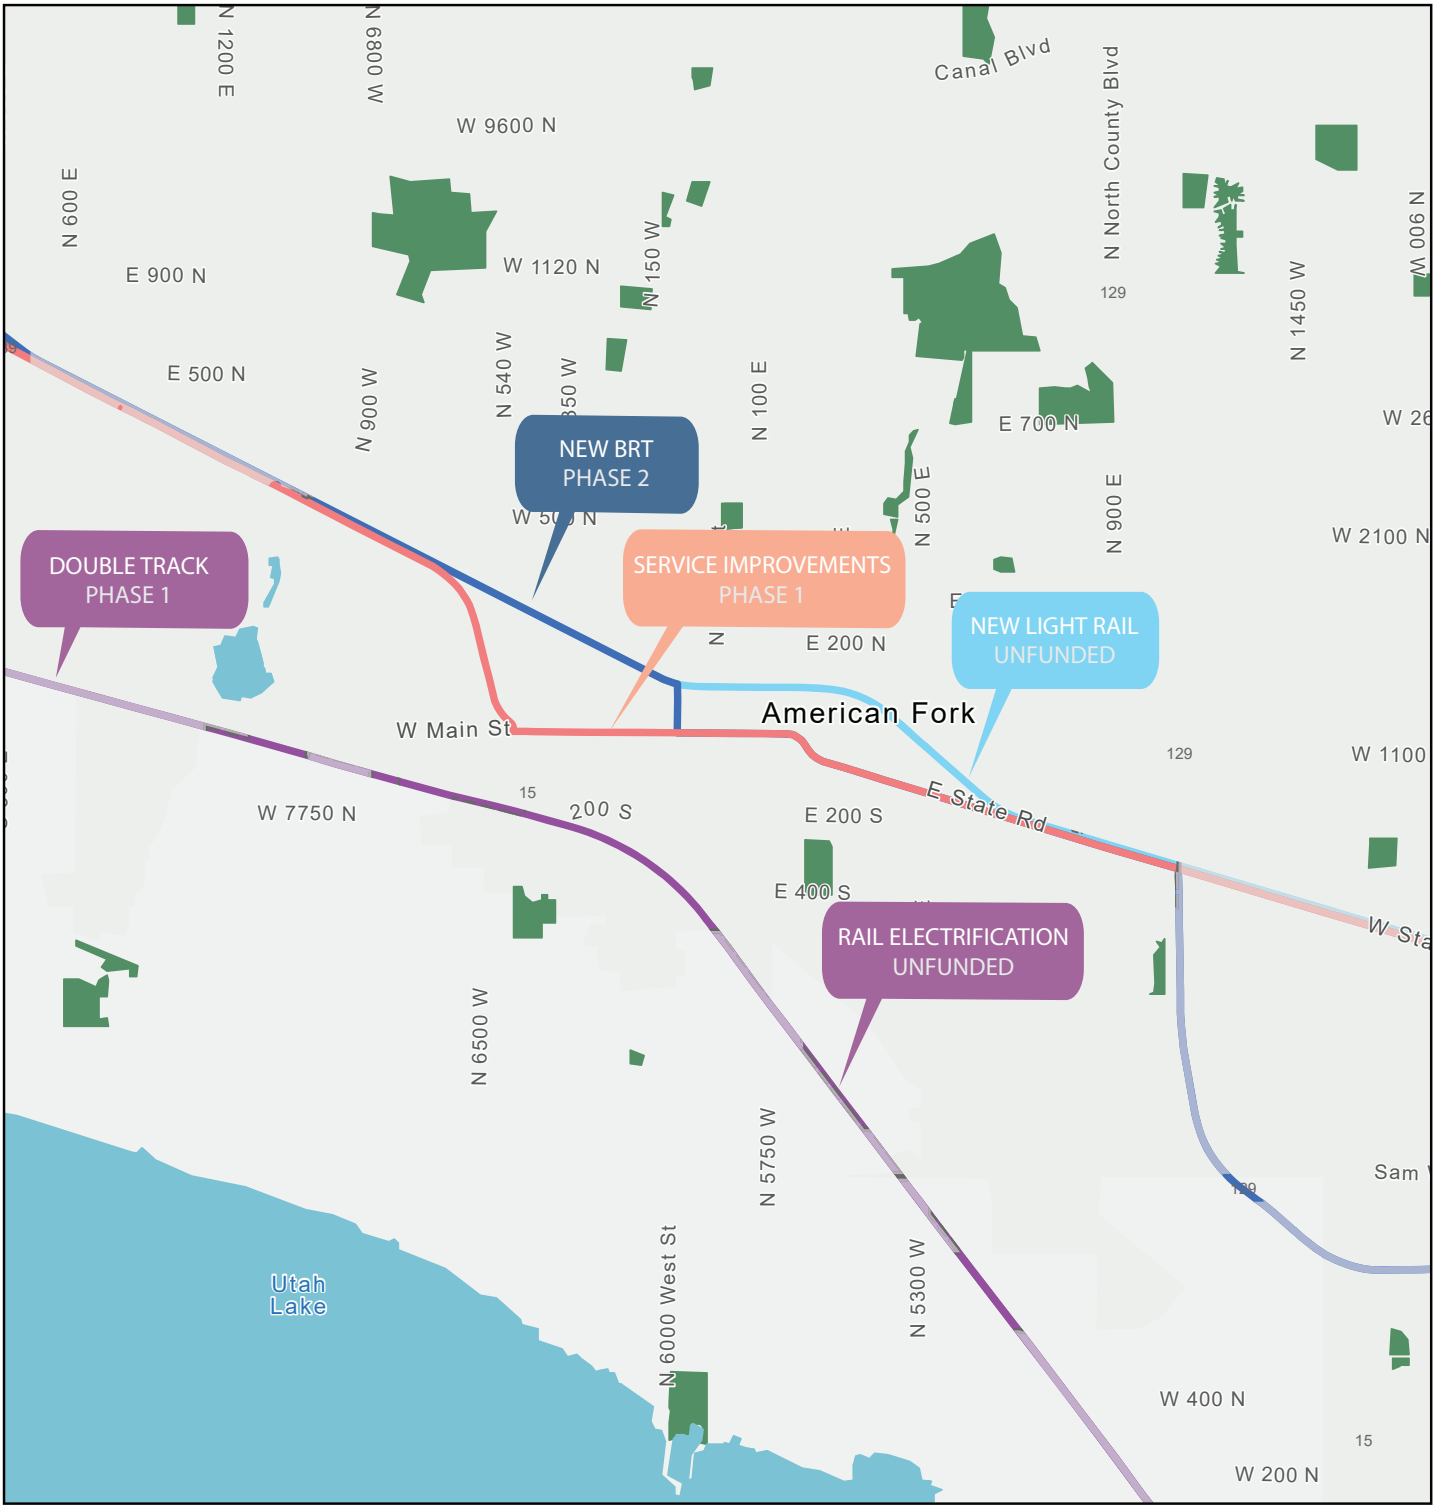 N 1200 E
N 6800 W
Canal Blvd
N North County Blvd
W 9600 N
N 600 E
N 900 W
N 150 W
W 1120 N
E 900 N
129
N 1450 W
E 500 N
N 900 W
N 540 W
350 W
N 100 E
E 700 N
W 26
NEW BRT
PHASE 2
N 500 E
N 900 E
W 500 N
W 2100 N
DOUBLE TRACK
PHASE 1
SERVICE IMPROVEMENTS
PHASE 1
NEW LIGHT RAIL
UNFUNDED
N
E 200 N
American Fork
W Main St
129
W 1100
15
200 S
W 7750 N
E State Rd
E 200 S
E 400 S
W Sta
RAIL ELECTRIFICATION
UNFUNDED
N 6500 W
N 5750 W
Sam
129
Utah
Lake
N 6000 West St
N 5300 W
W 400 N
15
W 200 N